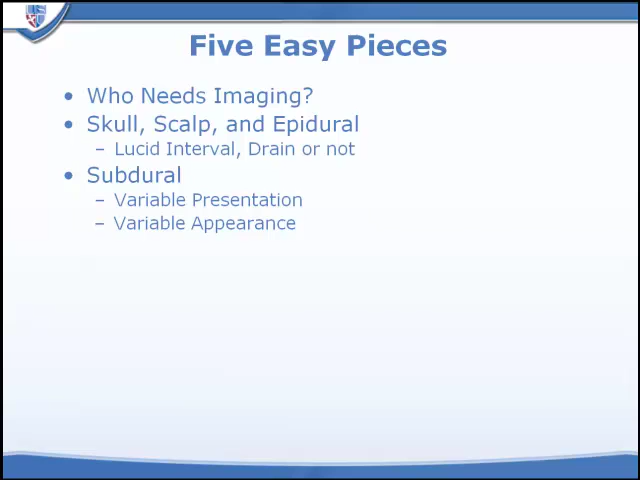 Five Easy Pieces
• Who Needs Imaging?
• Skull, Scalp, and Epidural
– Lucid Interval, Drain or not
• Subdural
– Variable Presentation
– Variable Appearance